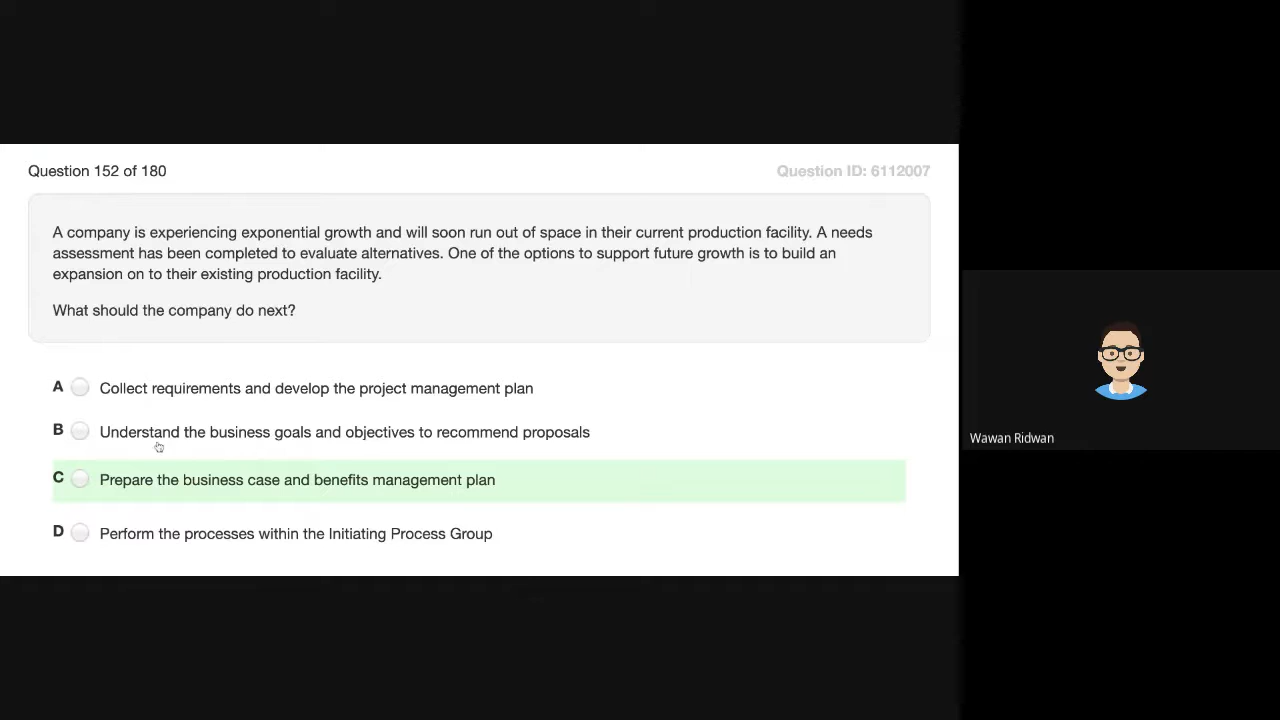 Question 152 of 180
Question ID: 6112007
A company is experiencing exponential growth and will soon run out of space in their current production facility. A needs
assessment has been completed to evaluate alternatives. One of the options to support future growth is to build an
expansion on to their existing production facility.
What should the company do next?
A Collect requirements and develop the project management plan
B Understand the business goals and objectives to recommend proposals
C Prepare the business case and benefits management plan
D Perform the processes within the Initiating Process Group
Wawan Ridwan